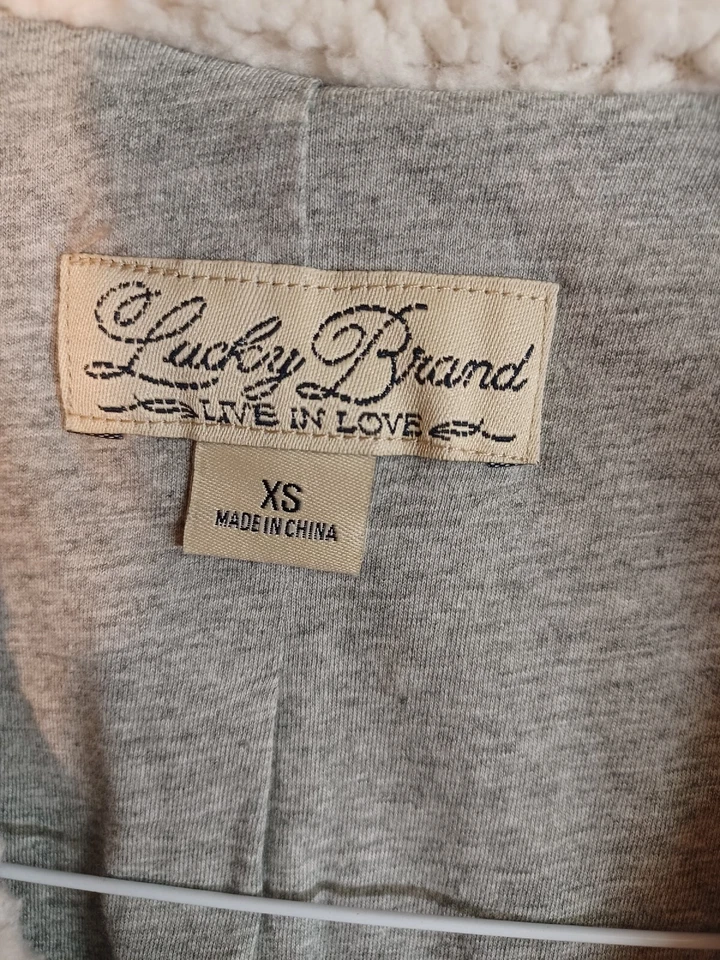 Lucky Brand
LIVE IN LOVE
XS
MADE IN CHINA